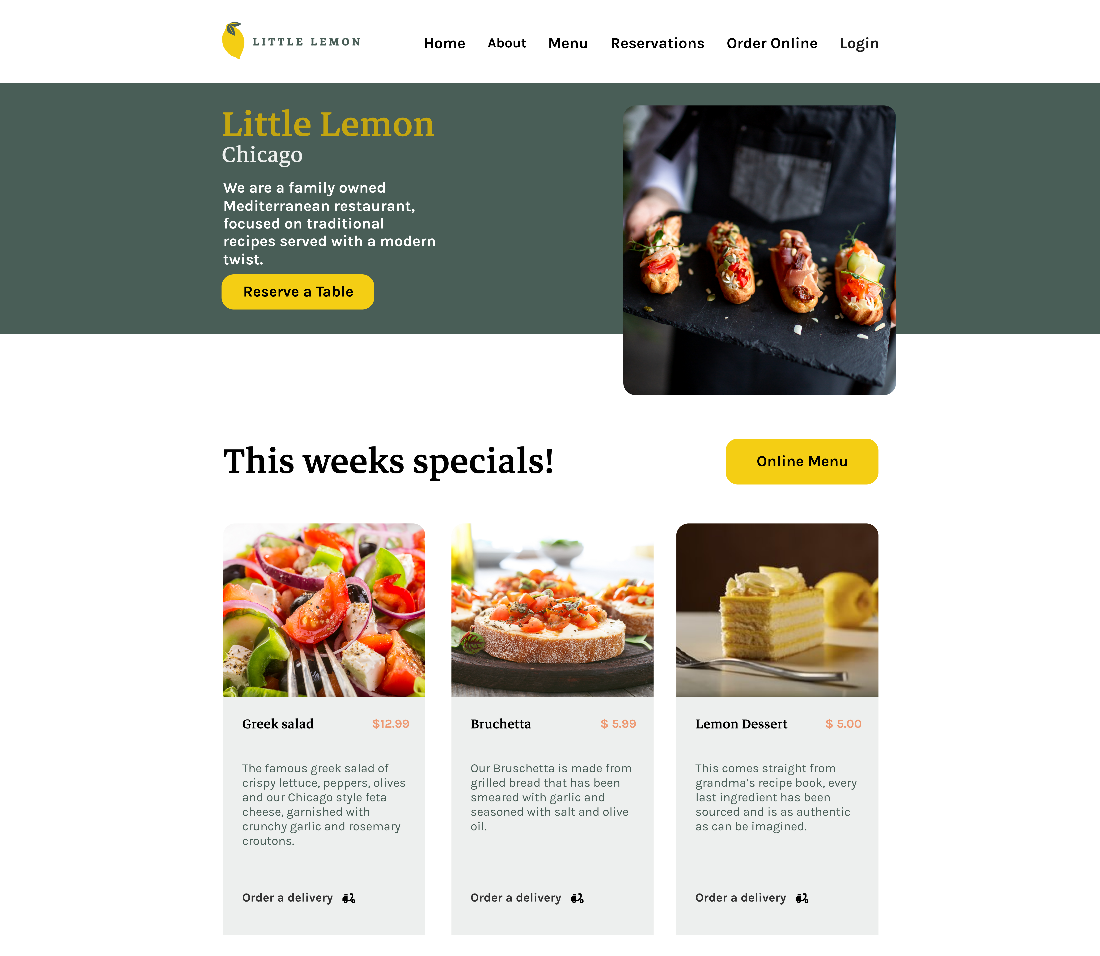 LITTLE LEMON
Home About Menu Reservations Order Online Login
Little Lemon
Chicago
We are a family owned
Mediterranean restaurant,
focused on traditional
recipes served with a modern
twist.
Reserve a Table
This weeks specials!
Online Menu
Greek salad $12.99
The famous greek salad of
crispy lettuce, peppers, olives
and our Chicago style feta
cheese, garnished with
crunchy garlic and rosemary
croutons.
Order a delivery
Bruchetta $ 5.99
Our Bruschetta is made from
grilled bread that has been
smeared with garlic and
seasoned with salt and olive
oil.
Order a delivery
Lemon Dessert $ 5.00
This comes straight from
grandma's recipe book, every
last ingredient has been
sourced and is as authentic
as can be imagined.
Order a delivery